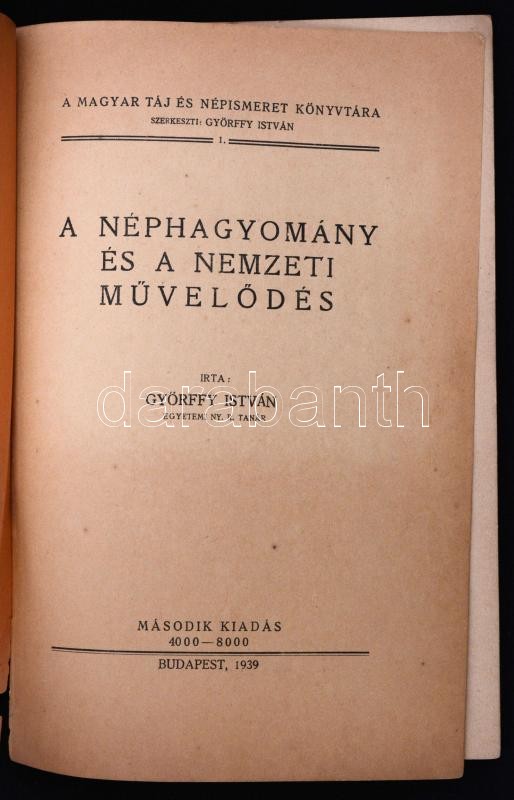 A MAGYAR TÁJ ÉS NÉPISMERET KÖNYVTÁRA
SZERKESZTI: GYÖRFFY ISTVÁN
1.
A NÉPHAGYOMÁNY
ÉS A NEMZETI
MŰVELŐDÉS
IRTA:
GYÖRFFY ISTVÁN
EGYETEMI NY. R. TANÁR
darabanth
MÁSODIK KIADÁS
4000—8000
BUDAPEST, 1939